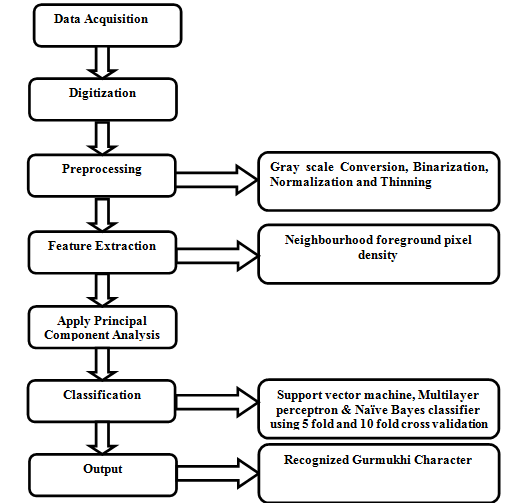 Data Acquisition
Digitization
Preprocessing
Gray scale Conversion, Binarization,
Normalization and Thinning
Feature Extraction
Neighbourhood foreground pixel
density
Apply Principal
Component Analysis
Classification
Support vector machine, Multilayer
perceptron & Naïve Bayes classifier
using 5 fold and 10 fold cross validation
Output
Recognized Gurmukhi Character